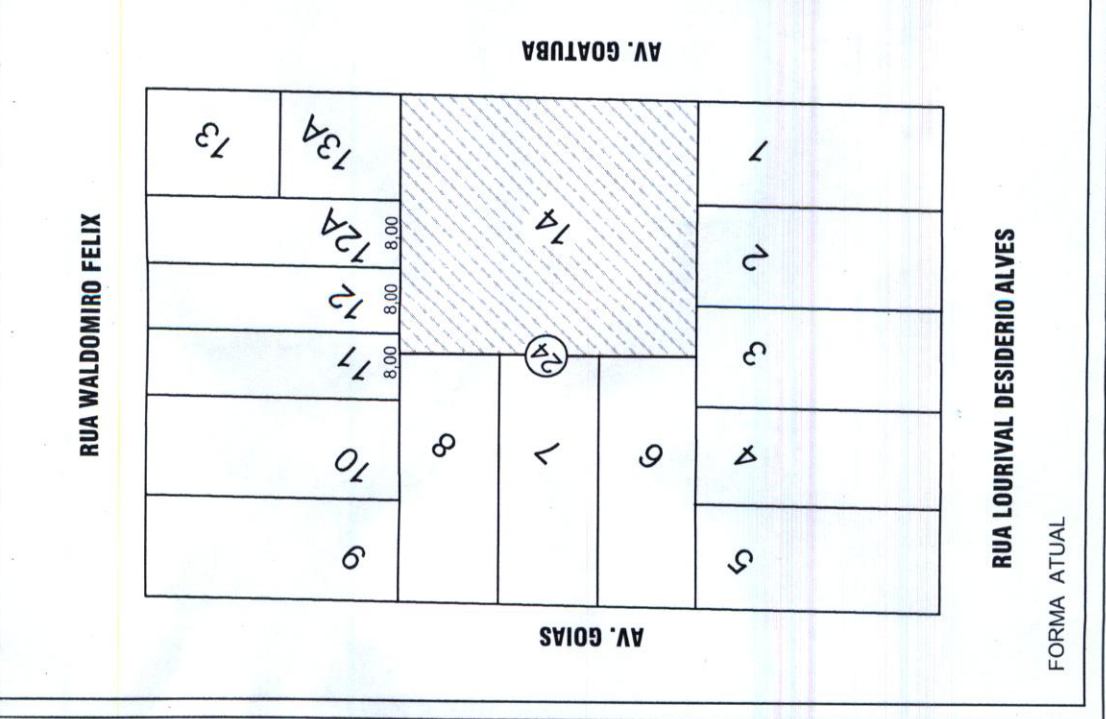 AV. GOATUBA
RUA WALDOMIRO FELIX
13
13A
12A
8,00
12
8,00
11
8,00
10
9
14
24
8
7
6
1
2
3
4
5
RUA LOURIVAL DESIDERIO ALVES
AV. GOIAS
FORMA ATUAL